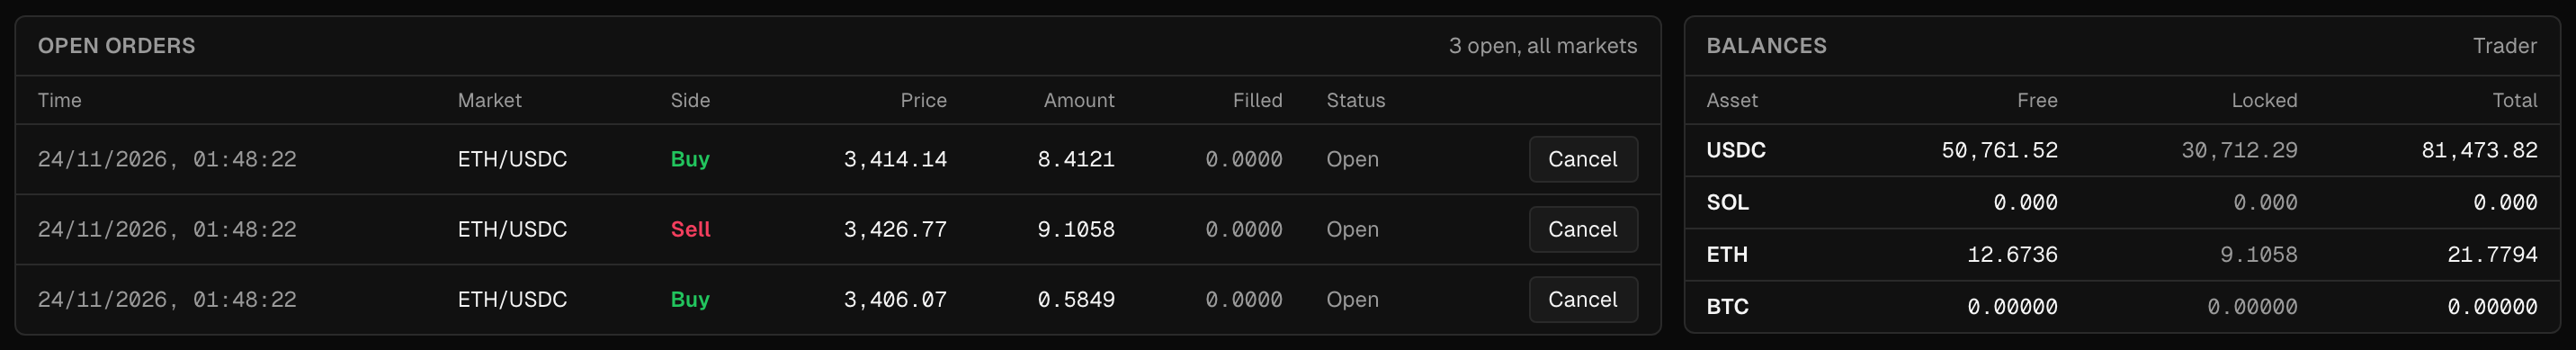 OPEN ORDERS 3 open, all markets
Time Market Side Price Amount Filled Status
24/11/2026, 01:48:22 ETH/USDC Buy 3,414.14 8.4121 0.0000 Open Cancel
24/11/2026, 01:48:22 ETH/USDC Sell 3,426.77 9.1058 0.0000 Open Cancel
24/11/2026, 01:48:22 ETH/USDC Buy 3,406.07 0.5849 0.0000 Open Cancel
BALANCES Trader
Asset Free Locked Total
USDC 50,761.52 30,712.29 81,473.82
SOL 0.000 0.000 0.000
ETH 12.6736 9.1058 21.7794
BTC 0.00000 0.00000 0.00000